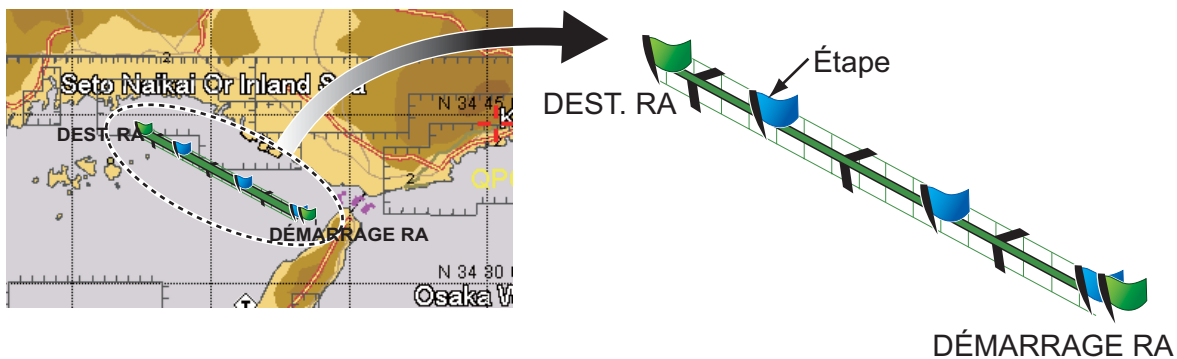 2
Seto Naikai Or Inland Sea
N 34 45
DEST. RA
2
DÉMARRAGE RA
N 34 30
Osaka
T
Étape
DEST. RA
DÉMARRAGE RA